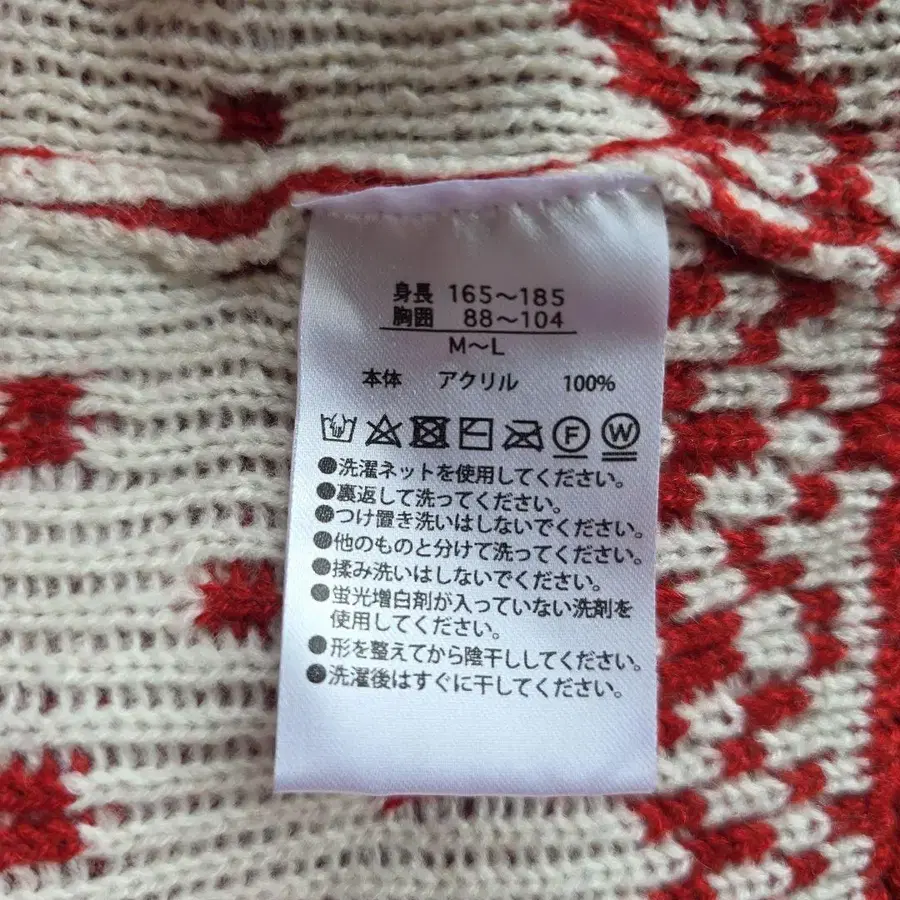 身長 165～185
胸囲 88～104
M～L
本体 アクリル 100%
F W
●洗濯ネットを使用してください。
●裏返して洗ってください。
●つけ置き洗いはしないでください。
●他のものと分けて洗ってください。
●揉み洗いはしないでください。
●蛍光増白剤が入っていない洗剤を
使用してください。
●形を整えてから陰干ししてください。
●洗濯後はすぐに干してください。